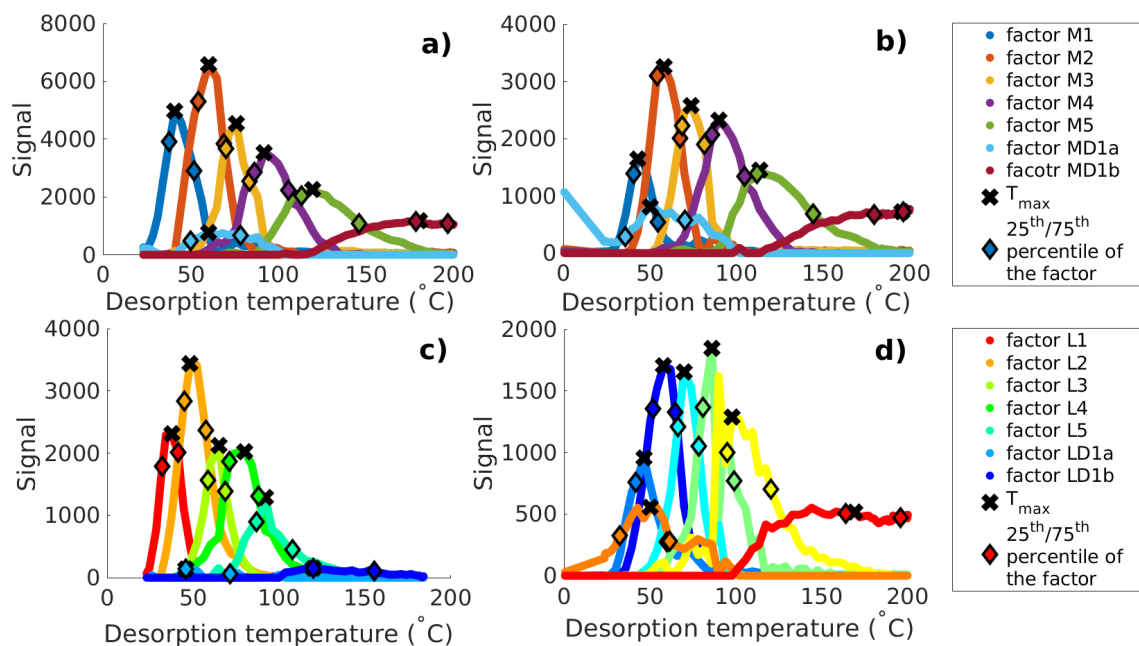 a)
8000
6000
4000
2000
0
Signal
0
50
100
150
200
Desorption temperature (°C)
b)
4000
3000
2000
1000
0
Signal
0
50
100
150
200
Desorption temperature (°C)
factor M1
factor M2
factor M3
factor M4
factor M5
factor MD1a
facotr MD1b
Tmax
25th/75th
percentile of
the factor
c)
4000
3000
2000
1000
0
Signal
0
50
100
150
200
Desorption temperature (°C)
d)
2000
1500
1000
500
0
Signal
0
50
100
150
200
Desorption temperature (°C)
factor L1
factor L2
factor L3
factor L4
factor L5
factor LD1a
factor LD1b
Tmax
25th/75th
percentile of
the factor